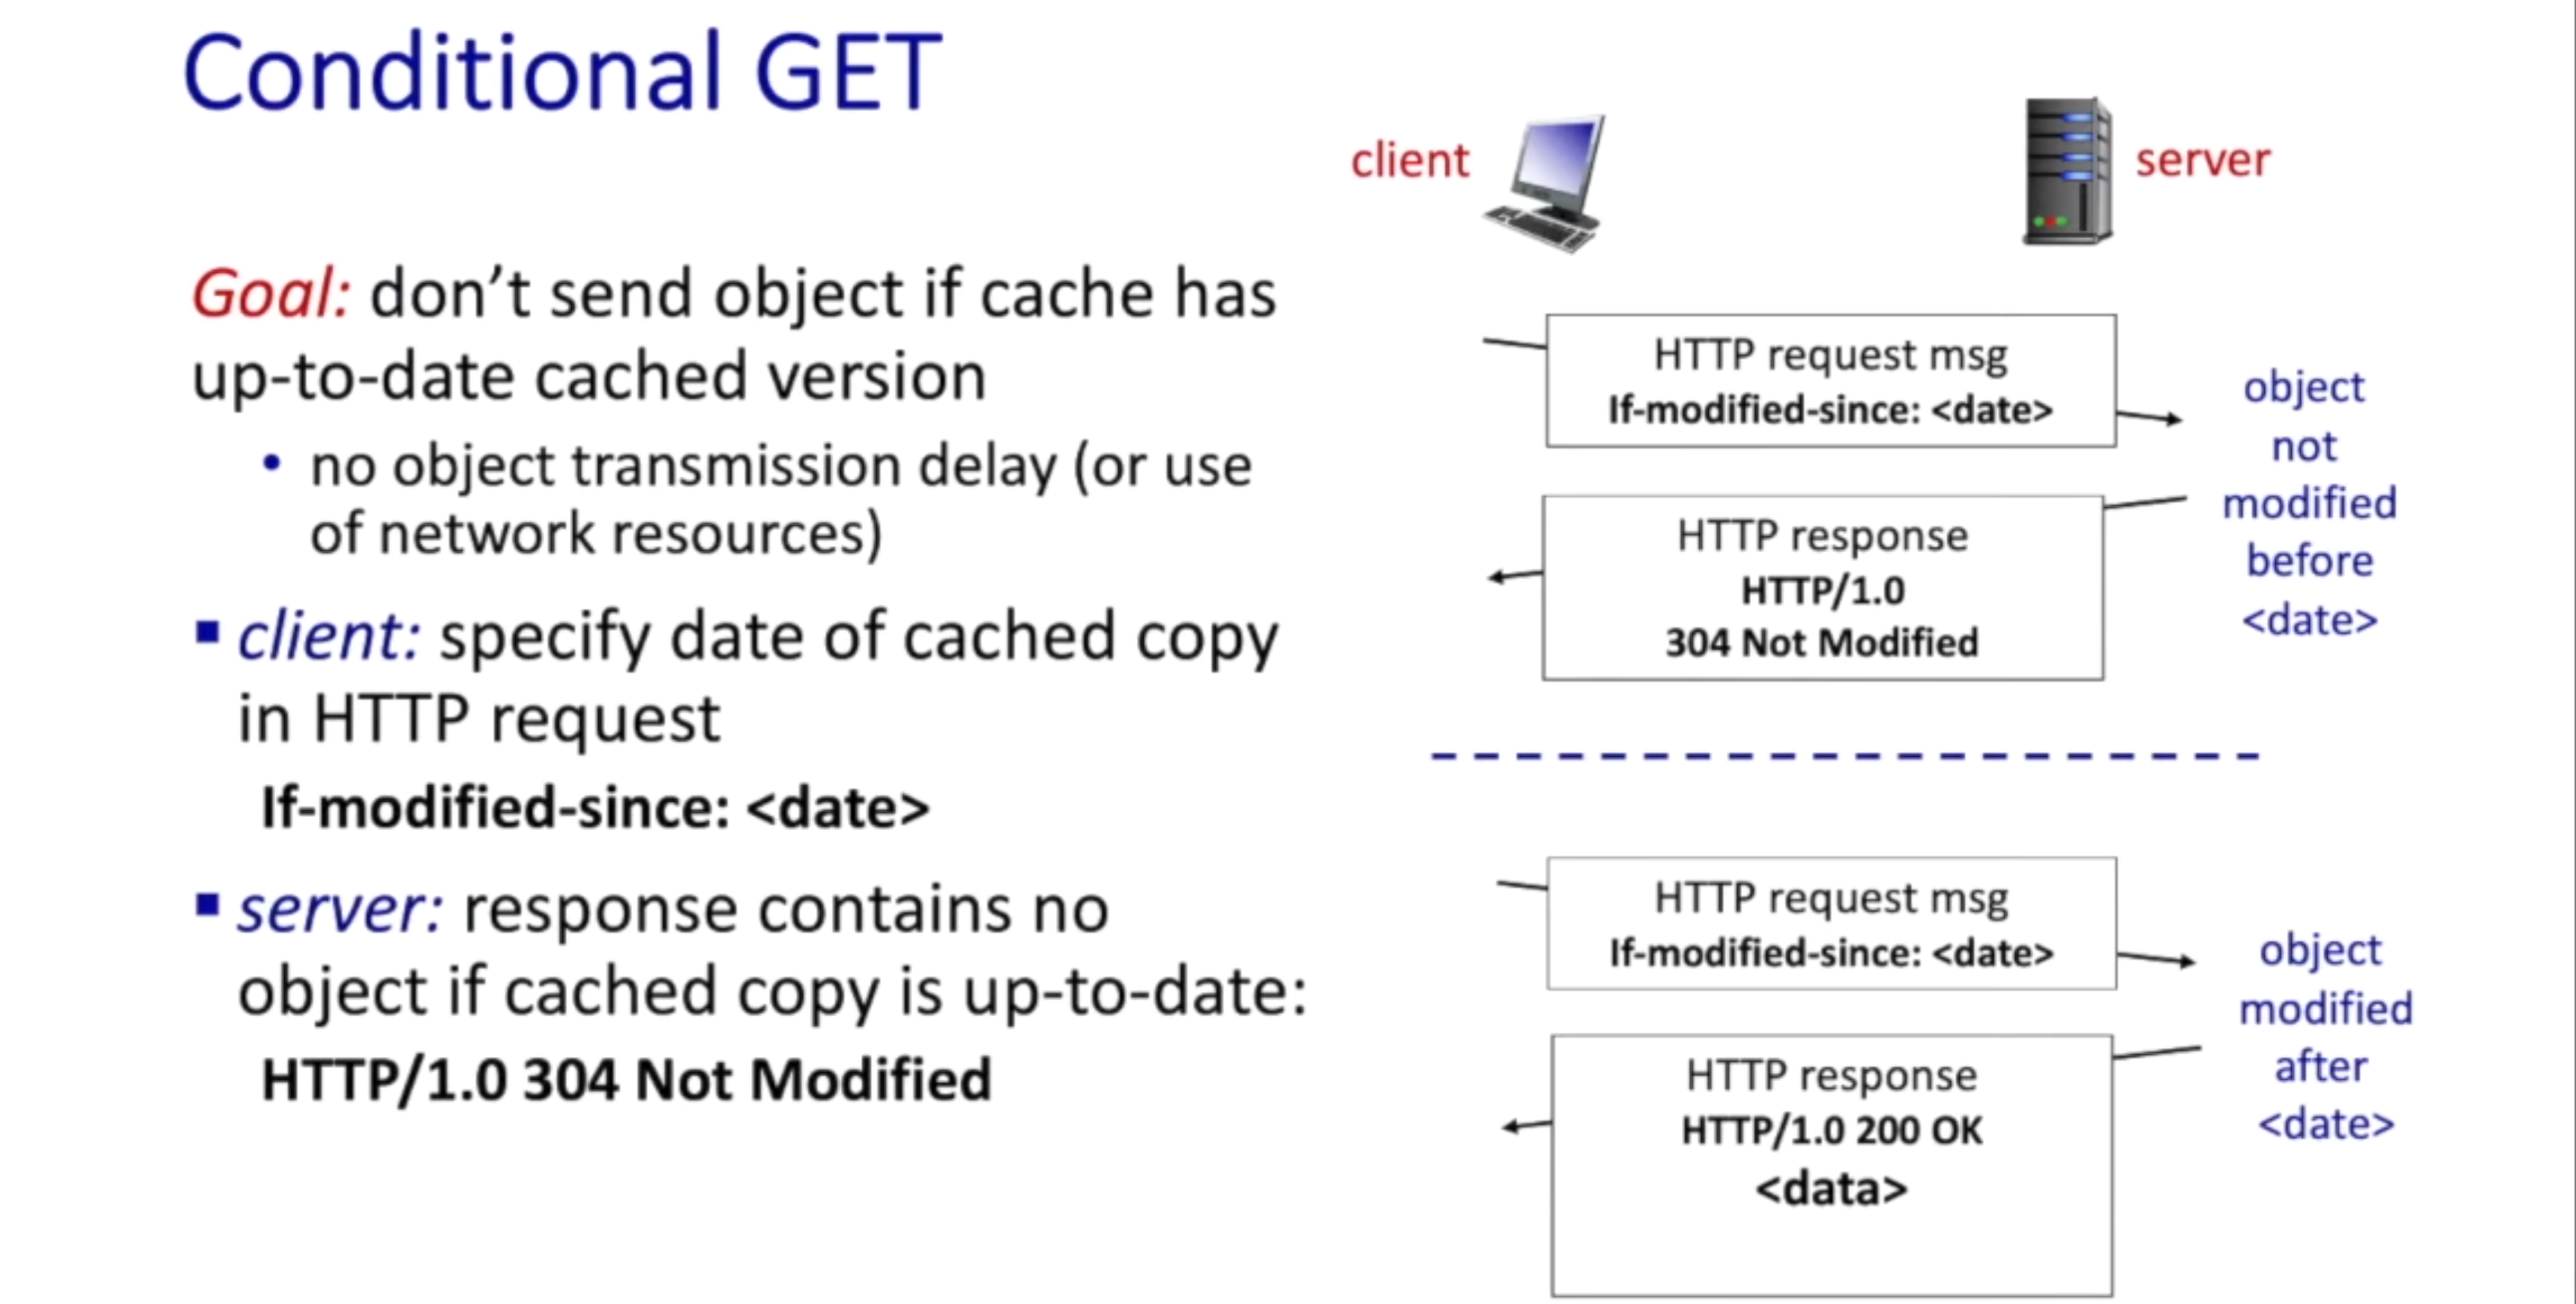 Conditional GET
Goal: don’t send object if cache has
up-to-date cached version
• no object transmission delay (or use
of network resources)
▪ client: specify date of cached copy
in HTTP request
If-modified-since: <date>
▪ server: response contains no
object if cached copy is up-to-date:
HTTP/1.0 304 Not Modified
client
server
HTTP request msg
If-modified-since: <date>
object
not
modified
before
<date>
HTTP response
HTTP/1.0
304 Not Modified
HTTP request msg
If-modified-since: <date>
object
modified
after
<date>
HTTP response
HTTP/1.0 200 OK
<data>